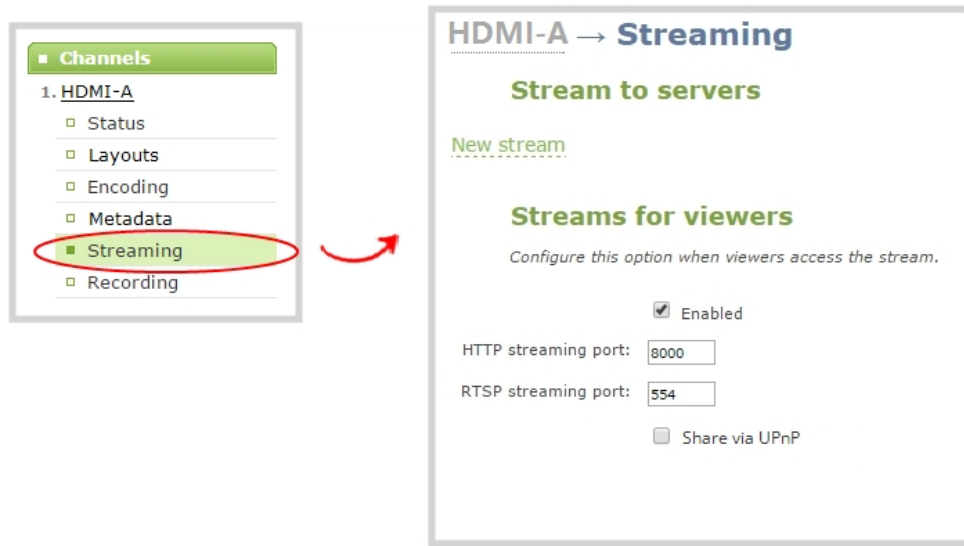 Channels
1. HDMI-A
Status
Layouts
Encoding
Metadata
Streaming
Recording
HDMI-A → Streaming
Stream to servers
New stream
Streams for viewers
Configure this option when viewers access the stream.
Enabled
HTTP streaming port: 8000
RTSP streaming port: 554
Share via UPnP